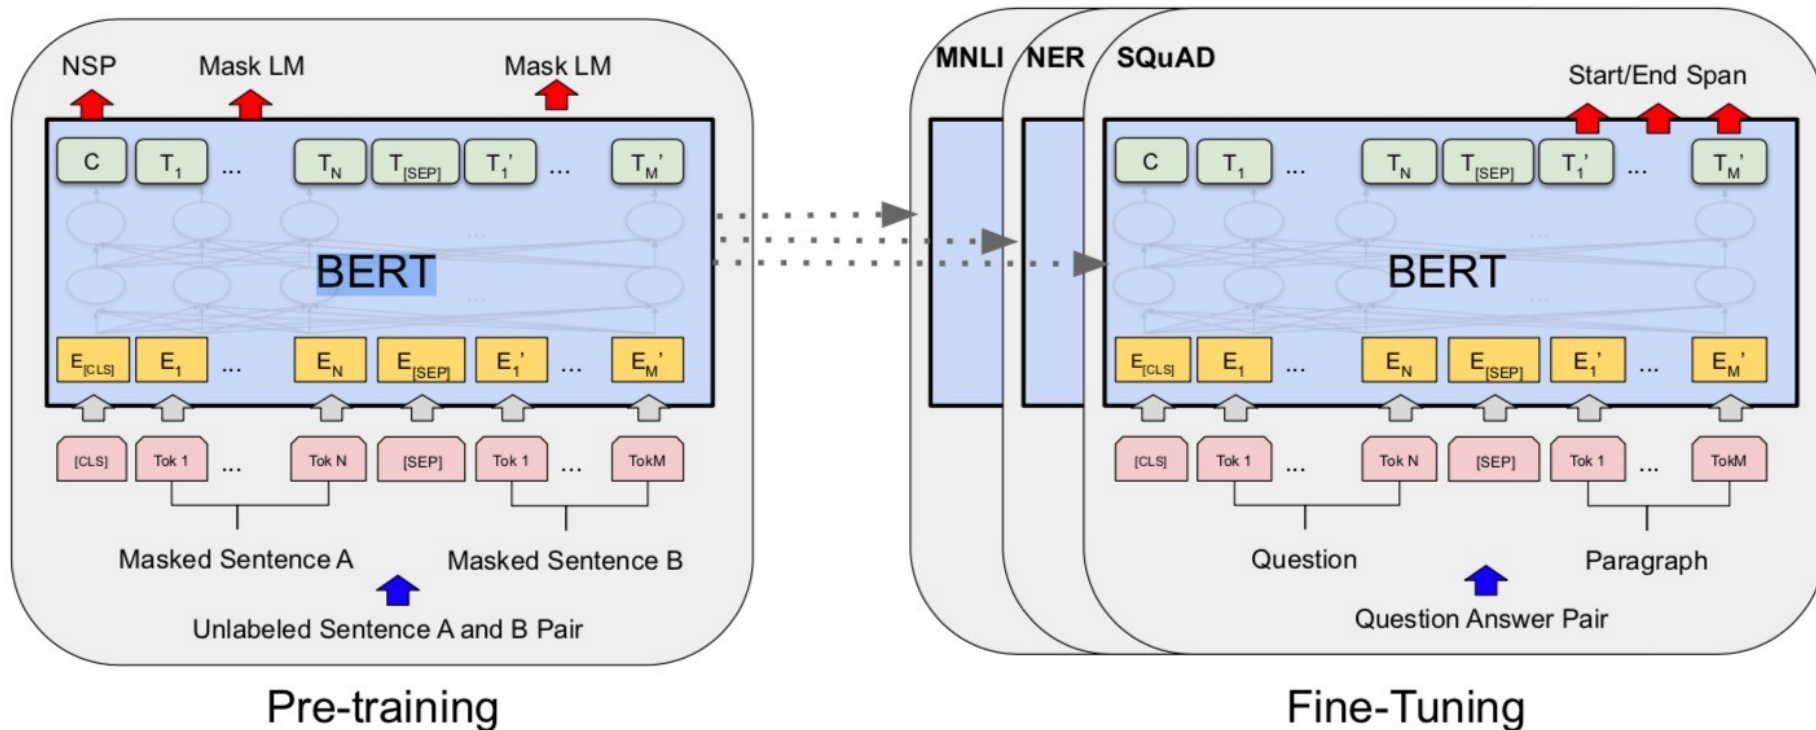 NSP Mask LM Mask LM
C T1 ... TN T[SEP] T1' ... TM'
...
BERT
...
E[CLS] E1 ... EN E[SEP] E1' ... EM'
[CLS] Tok 1 ... Tok N [SEP] Tok 1 ... TokM
Masked Sentence A Masked Sentence B
Unlabeled Sentence A and B Pair
Pre-training
MNLI NER SQuAD
Start/End Span
C T1 ... TN T[SEP] T1' ... TM'
...
BERT
...
E[CLS] E1 ... EN E[SEP] E1' ... EM'
[CLS] Tok 1 ... Tok N [SEP] Tok 1 ... TokM
Question Paragraph
Question Answer Pair
Fine-Tuning